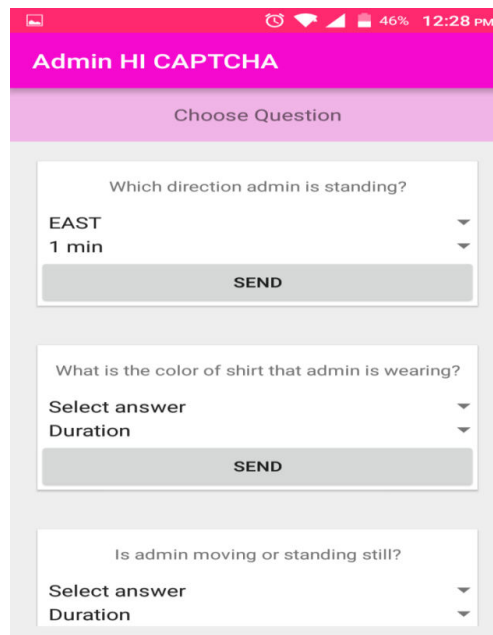 46% 12:28 PM
Admin HI CAPTCHA
Choose Question
Which direction admin is standing?
EAST
1 min
SEND
What is the color of shirt that admin is wearing?
Select answer
Duration
SEND
Is admin moving or standing still?
Select answer
Duration